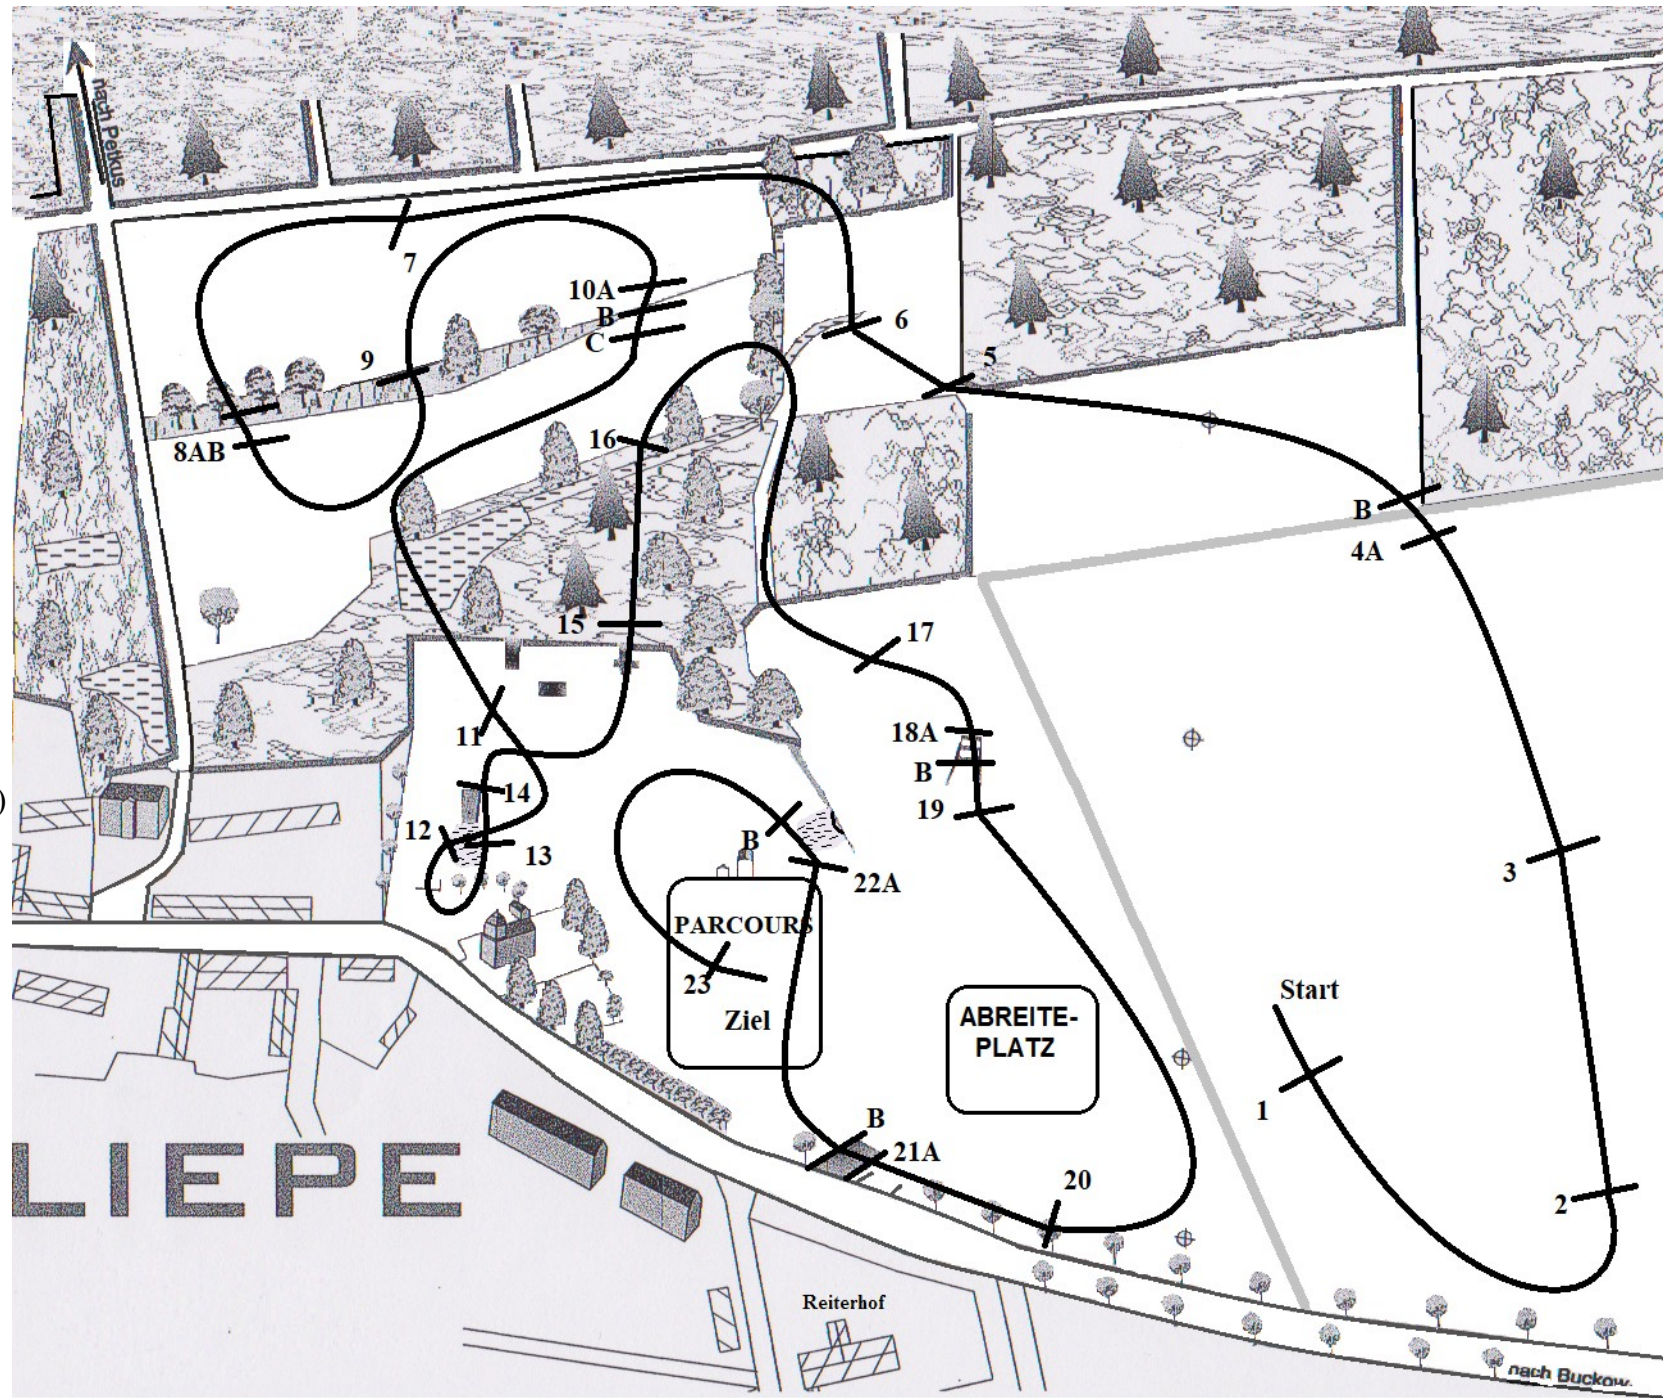 nach Petkus
7
10A
B
C
6
5
9
8AB
16
B
4A
15
17
11
18A
B
14
19
12
13
B
22A
3
PARCOURS
23
Ziel
Start
ABREITE-
PLATZ
1
B
21A
20
2
LIEPE
Reiterhof
nach Buckow
)